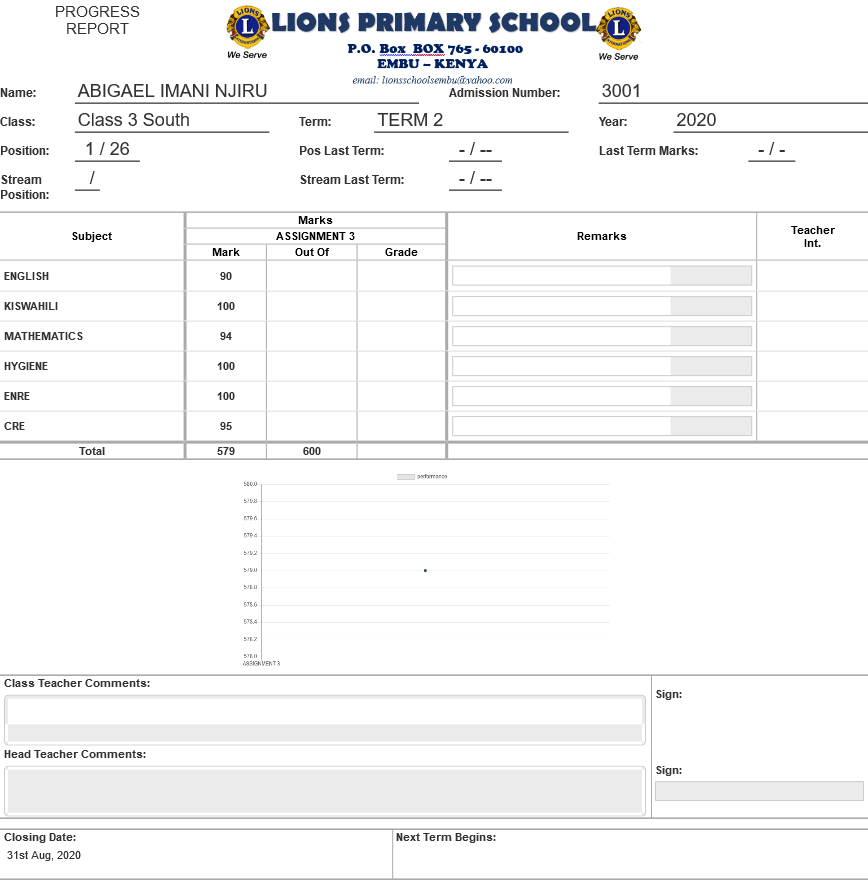 PROGRESS
REPORT
LIONS
L
INTERNATIONAL
We Serve
LIONS PRIMARY SCHOOL
P.O. Box BOX 765 - 60100
EMBU – KENYA
email: lionsschoolsembu@yahoo.com
LIONS
L
INTERNATIONAL
We Serve
Name: ABIGAEL IMANI NJIRU Admission Number: 3001
Class: Class 3 South Term: TERM 2 Year: 2020
Position: 1 / 26 Pos Last Term: - / -- Last Term Marks: - / -
Stream Position: / Stream Last Term: - / --
Subject Marks Remarks Teacher Int.
ASSIGNMENT 3
Mark Out Of Grade
ENGLISH 90
KISWAHILI 100
MATHEMATICS 94
HYGIENE 100
ENRE 100
CRE 95
Total 579 600
performance
580.0
579.8
579.6
579.4
579.2
579.0
578.8
578.6
578.4
578.2
578.0
ASSIGNMENT 3
Class Teacher Comments:
Sign:
Head Teacher Comments:
Sign:
Closing Date: Next Term Begins:
31st Aug, 2020